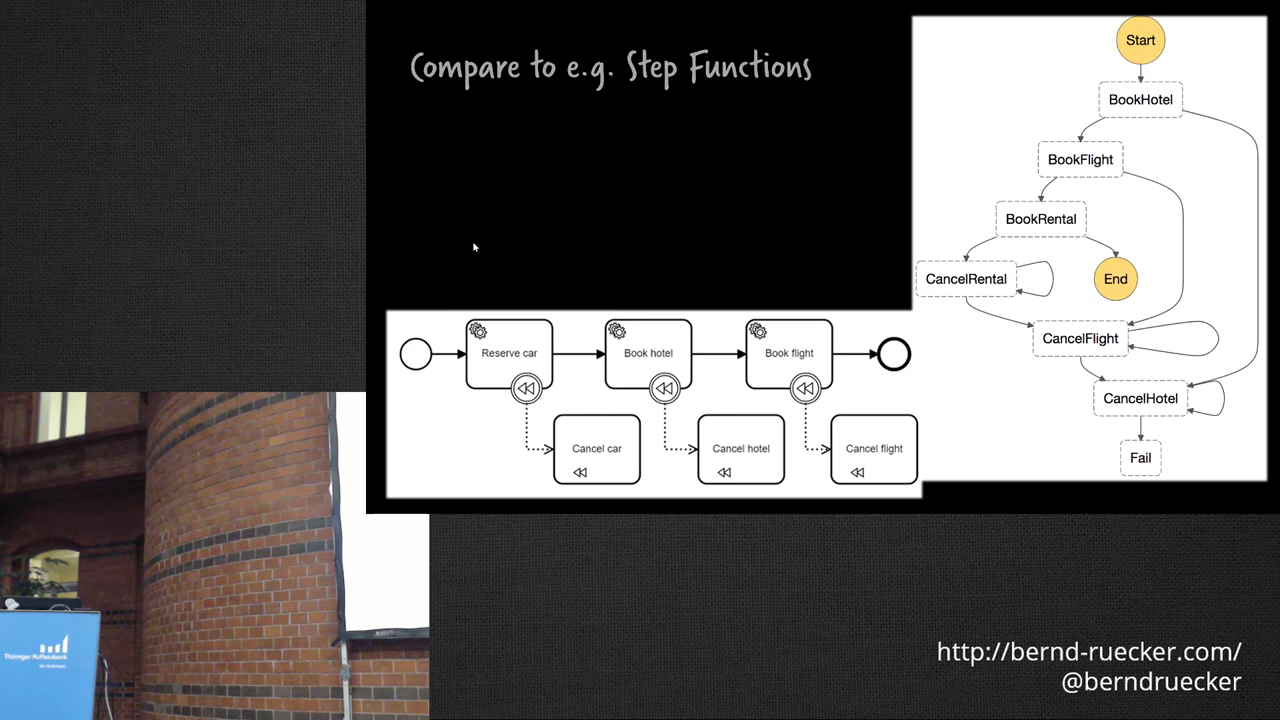 Compare to e.g. Step Functions
Start
BookHotel
BookFlight
BookRental
CancelRental
End
CancelFlight
CancelHotel
Fail
Reserve car
Book hotel
Book flight
Cancel car
Cancel hotel
Cancel flight
http://bernd-ruecker.com/
@berndruecker